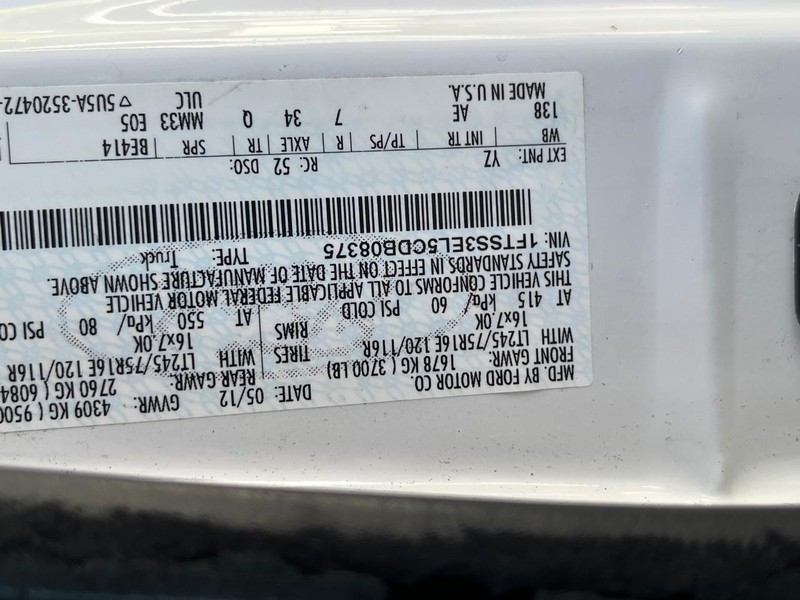 MFD. BY FORD MOTOR CO. DATE: 05/12 GVWR: 4309 KG ( 9500
FRONT GAWR: 1678 KG ( 3700 LB) REAR GAWR: 2760 KG ( 6084
WITH LT245/75R16E 120/116R TIRES WITH LT245/75R16E 120/116R
16x7.0K RIMS 16x7.0K
AT 415 kPa/ 60 PSI COLD AT 550 kPa/ 80 PSI CO
THIS VEHICLE CONFORMS TO ALL APPLICABLE FEDERAL MOTOR VEHICLE
SAFETY STANDARDS IN EFFECT ON THE DATE OF MANUFACTURE SHOWN ABOVE.
VIN: 1FTSS3EL5CDB08375 TYPE: Truck
EXT PNT: YZ RC: 52 DSO:
WB INT TR TP/PS R AXLE TR SPR BE414
138 AE 7 34 Q MM33 E05
MADE IN U.S.A. ULC ▽ 5U5A-3520472-